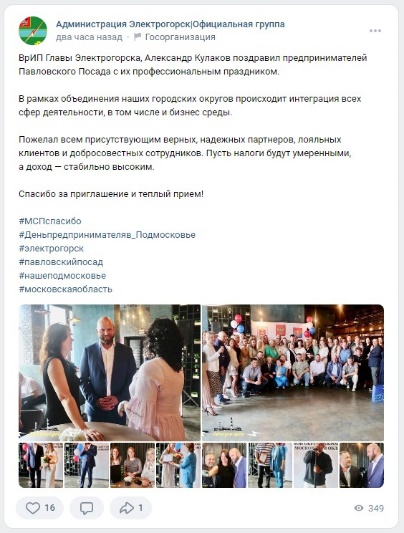 Администрация Электрогорск|Официальная группа
два часа назад · Госорганизация
ВрИП Главы Электрогорска, Александр Кулаков поздравил предпринимателей
Павловского Посада с их профессиональным праздником.
В рамках объединения наших городских округов происходит интеграция всех
сфер деятельности, в том числе и бизнес среды.
Пожелал всем присутствующим верных, надежных партнеров, лояльных
клиентов и добросовестных сотрудников. Пусть налоги будут умеренными,
а доход — стабильно высоким.
Спасибо за приглашение и теплый прием!
#МСПспасибо
#Деньпредпринимателяв_Подмосковье
#электрогорск
#павловскийпосад
#нашеподмосковье
#московскаяобласть
16
1
349